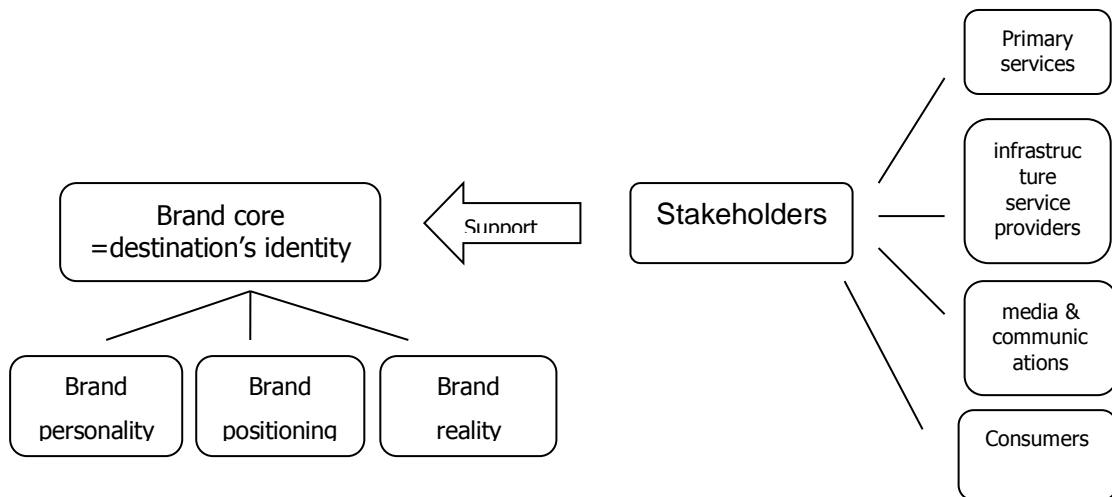 Brand core
=destination’s identity
Brand
personality
Brand
positioning
Brand
reality
Support
Stakeholders
Primary
services
infrastruc
ture
service
providers
media &
communic
ations
Consumers